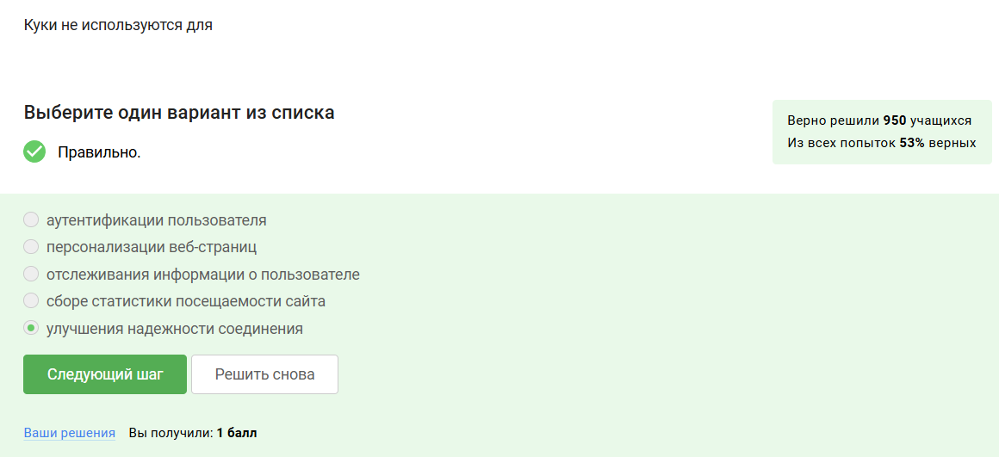 Куки не используются для
Выберите один вариант из списка
Правильно.
Верно решили 950 учащихся
Из всех попыток 53% верных
аутентификации пользователя
персонализации веб-страниц
отслеживания информации о пользователе
сборе статистики посещаемости сайта
улучшения надежности соединения
Следующий шаг Решить снова
Ваши решения Вы получили: 1 балл